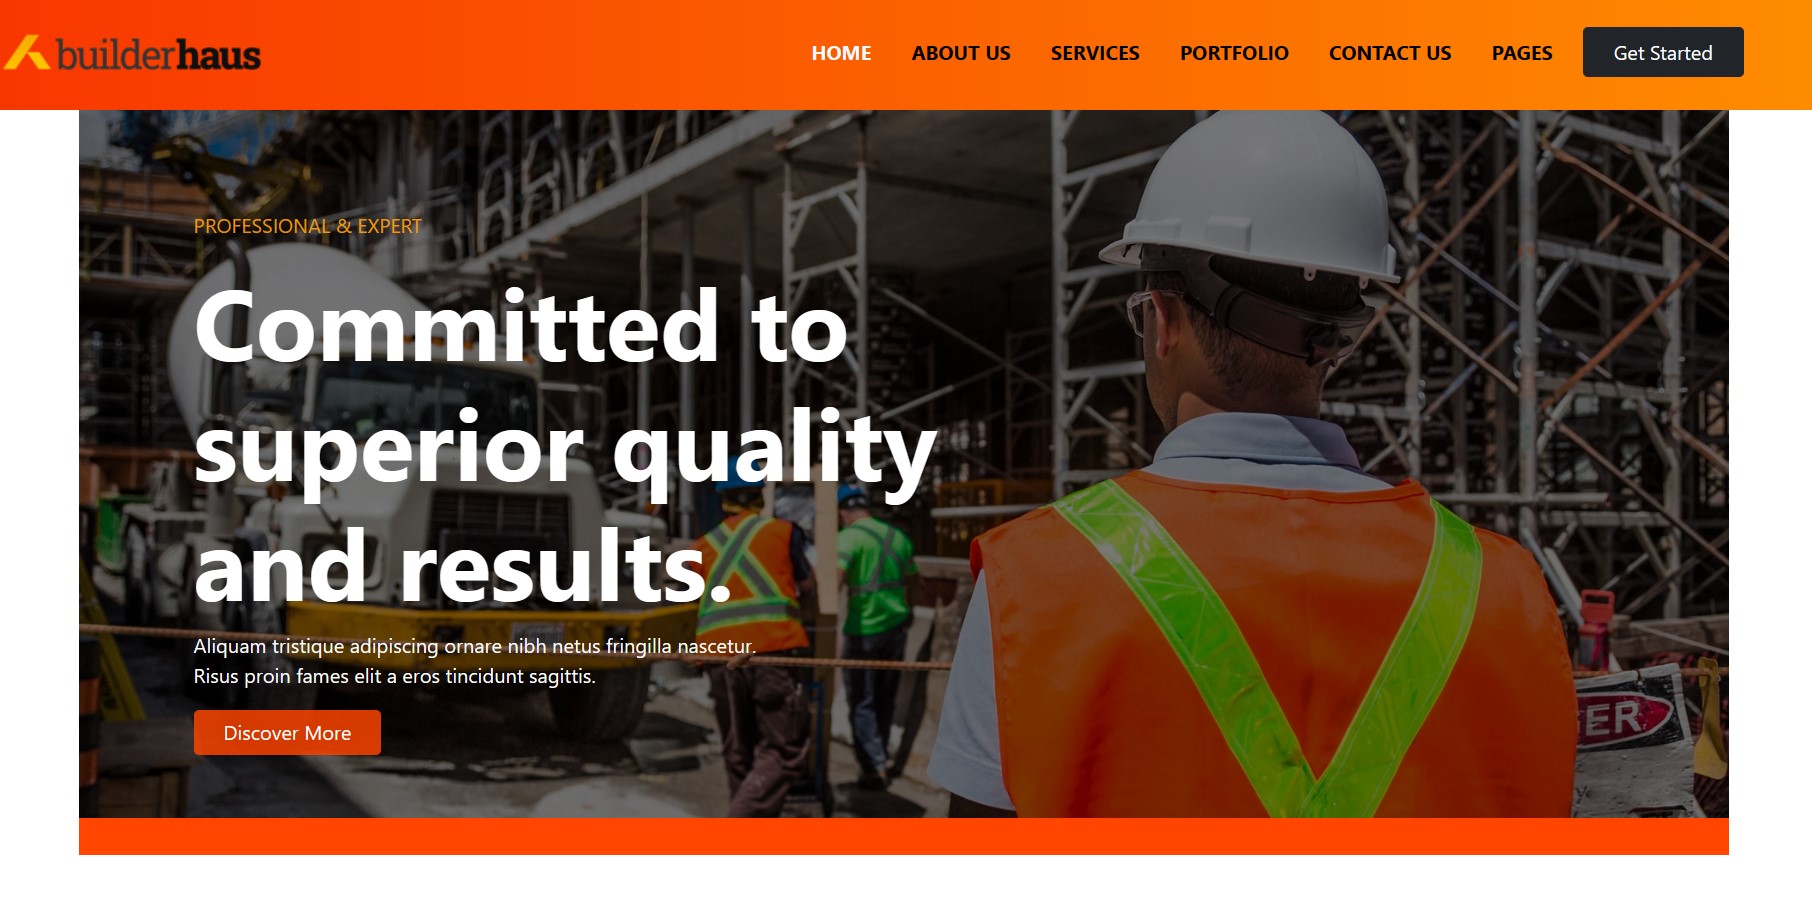 builderhaus
HOME ABOUT US SERVICES PORTFOLIO CONTACT US PAGES Get Started
PROFESSIONAL & EXPERT
Committed to
superior quality
and results.
Aliquam tristique adipiscing ornare nibh netus fringilla nascetur.
Risus proin fames elit a eros tincidunt sagittis.
Discover More
ER